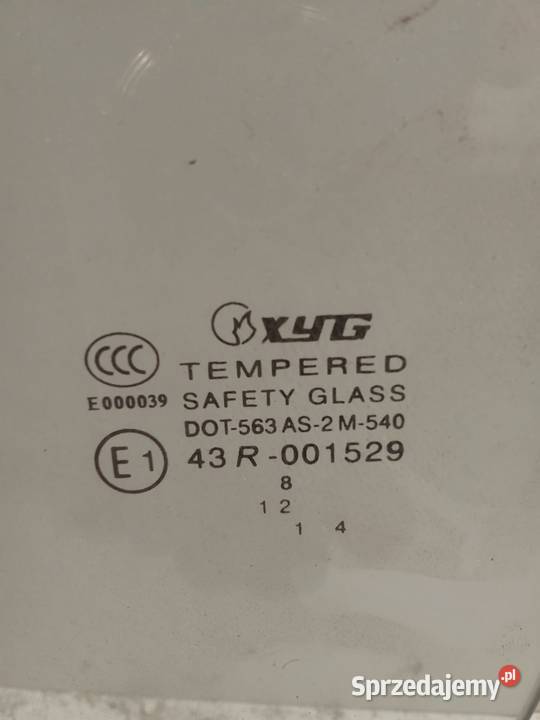 XYG
CCC
TEMPERED
E000039
SAFETY GLASS
DOT-563 AS-2 M-540
E1
43R-001529
8
1 2
1 4
Sprzedajemy.pl